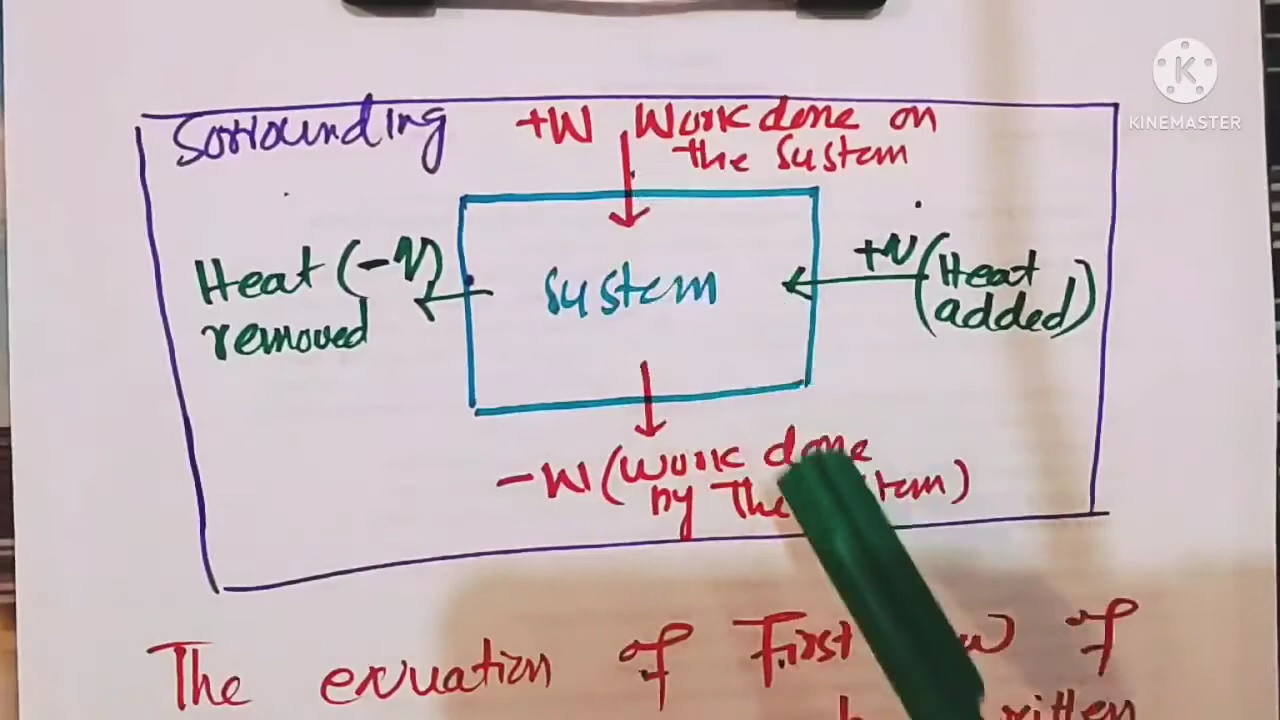 Sorrounding
+W Work done on
the System
Heat (-q)
removed
System
+q (Heat
added)
-W (Work done
by The
The equation of First of
KINEMASTER